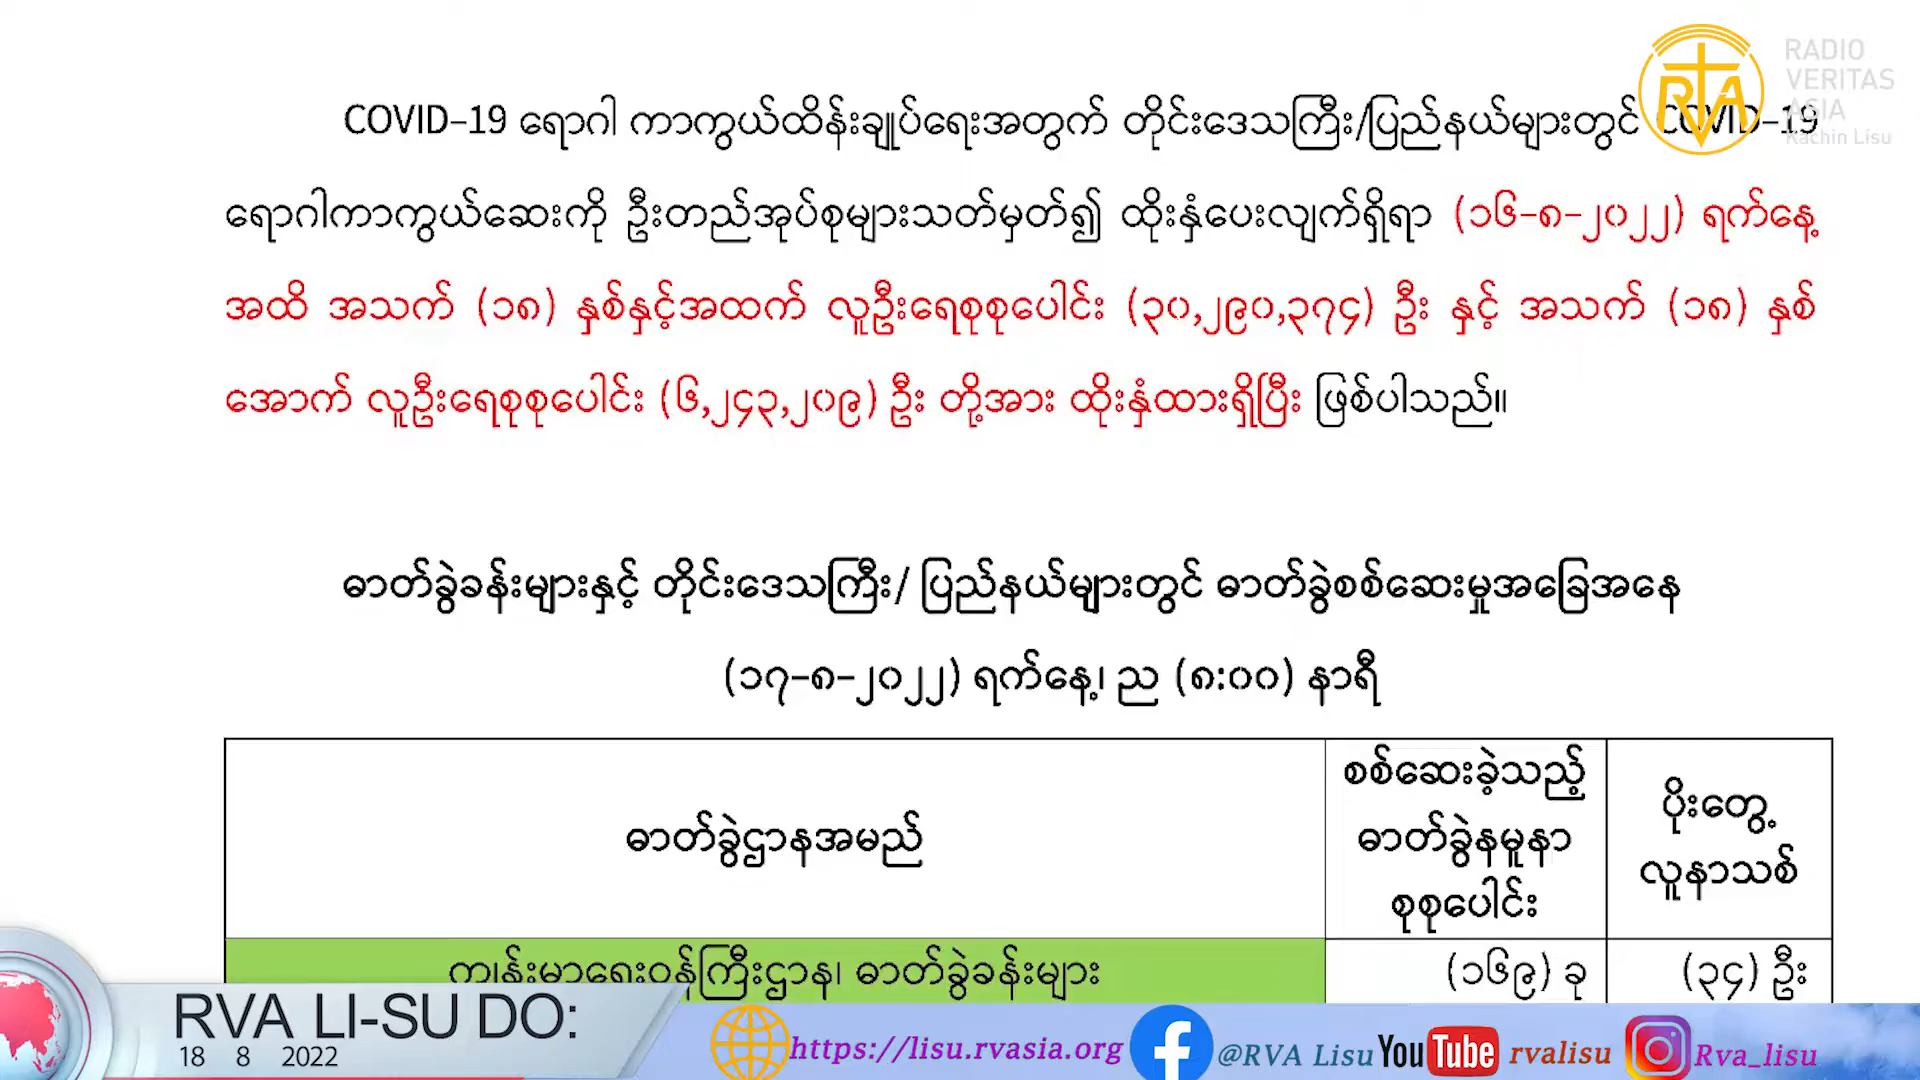 RADIO
VERITAS
ASIA
Kachin Lisu
COVID-19 ရောဂါ ကာကွယ်ထိန်းချုပ်ရေးအတွက် တိုင်းဒေသကြီး/ပြည်နယ်များတွင် COVID-19
ရောဂါကာကွယ်ဆေးကို ဦးတည်အုပ်စုများသတ်မှတ်၍ ထိုးနှံပေးလျက်ရှိရာ (၁၆-၈-၂၀၂၂) ရက်နေ့
အထိ အသက် (၁၈) နှစ်နှင့်အထက် လူဦးရေစုစုပေါင်း (၃၀,၂၉၀,၃၇၄) ဦး နှင့် အသက် (၁၈) နှစ်
အောက် လူဦးရေစုစုပေါင်း (၆,၂၄၃,၂၀၉) ဦး တို့အား ထိုးနှံထားရှိပြီး ဖြစ်ပါသည်။
ဓာတ်ခွဲခန်းများနှင့် တိုင်းဒေသကြီး/ ပြည်နယ်များတွင် ဓာတ်ခွဲစစ်ဆေးမှုအခြေအနေ
(၁၇-၈-၂၀၂၂) ရက်နေ့၊ ည (၈:၀၀) နာရီ
ဓာတ်ခွဲဌာနအမည်
စစ်ဆေးခဲ့သည့်
ဓာတ်ခွဲနမူနာ
စုစုပေါင်း
ပိုးတွေ့
လူနာသစ်
ကျန်းမာရေးဝန်ကြီးဌာန၊ ဓာတ်ခွဲခန်းများ (၁၆၉) ခု (၃၄) ဦး
RVA LI-SU DO:
18 8 2022
https://lisu.rvasia.org @RVA Lisu YouTube rvalisu Rva_lisu